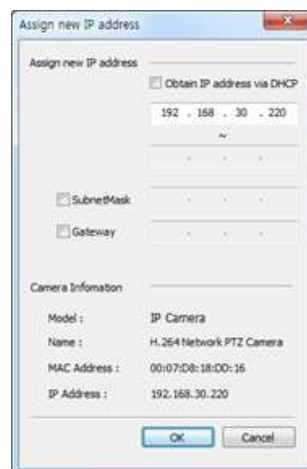 Assign new IP address
Assign new IP address
Obtain IP address via DHCP
192 . 168 . 30 . 220
~
. . .
SubnetMask . . .
Gateway . . .
Camera Infomation
Model : IP Camera
Name : H.264 Network PTZ Camera
MAC Address : 00:07:D8:18:DD:16
IP Address : 192.168.30.220
OK Cancel